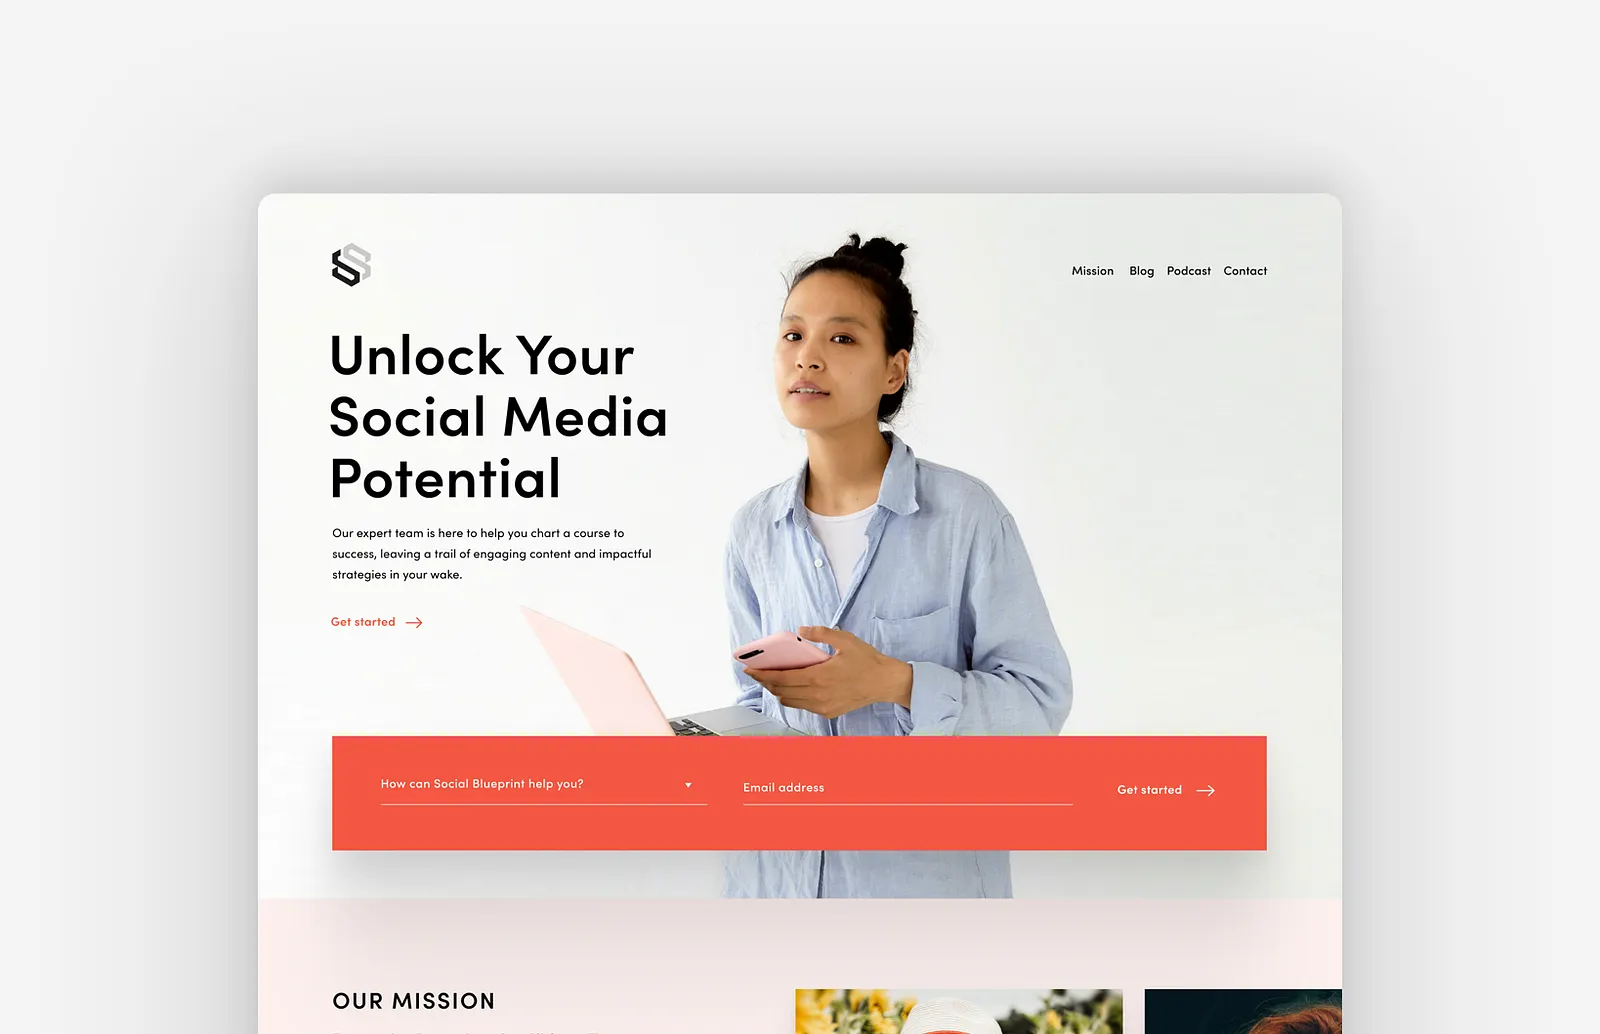 Mission Blog Podcast Contact
Unlock Your
Social Media
Potential
Our expert team is here to help you chart a course to
success, leaving a trail of engaging content and impactful
strategies in your wake.
Get started
How can Social Blueprint help you?
Email address
Get started
OUR MISSION